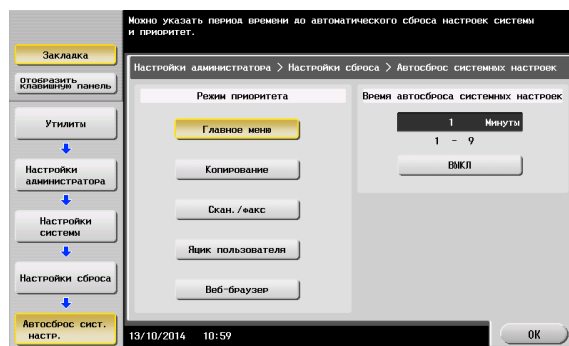 Можно указать период времени до автоматического сброса настроек системы
и приоритет.
Закладка
отобразить
клавишную панель
Утилиты
Настройки
администратора
Настройки
системы
Настройки сброса
Автосброс сист.
настр.
Настройки администратора > Настройки сброса > Автосброс системных настроек
Режим приоритета
Главное меню
Копирование
Скан./факс
Ящик пользователя
Веб-браузер
Время автосброса системных настроек
1 Минуты
1 - 9
ВЫКЛ
13/10/2014 10:59
ОК